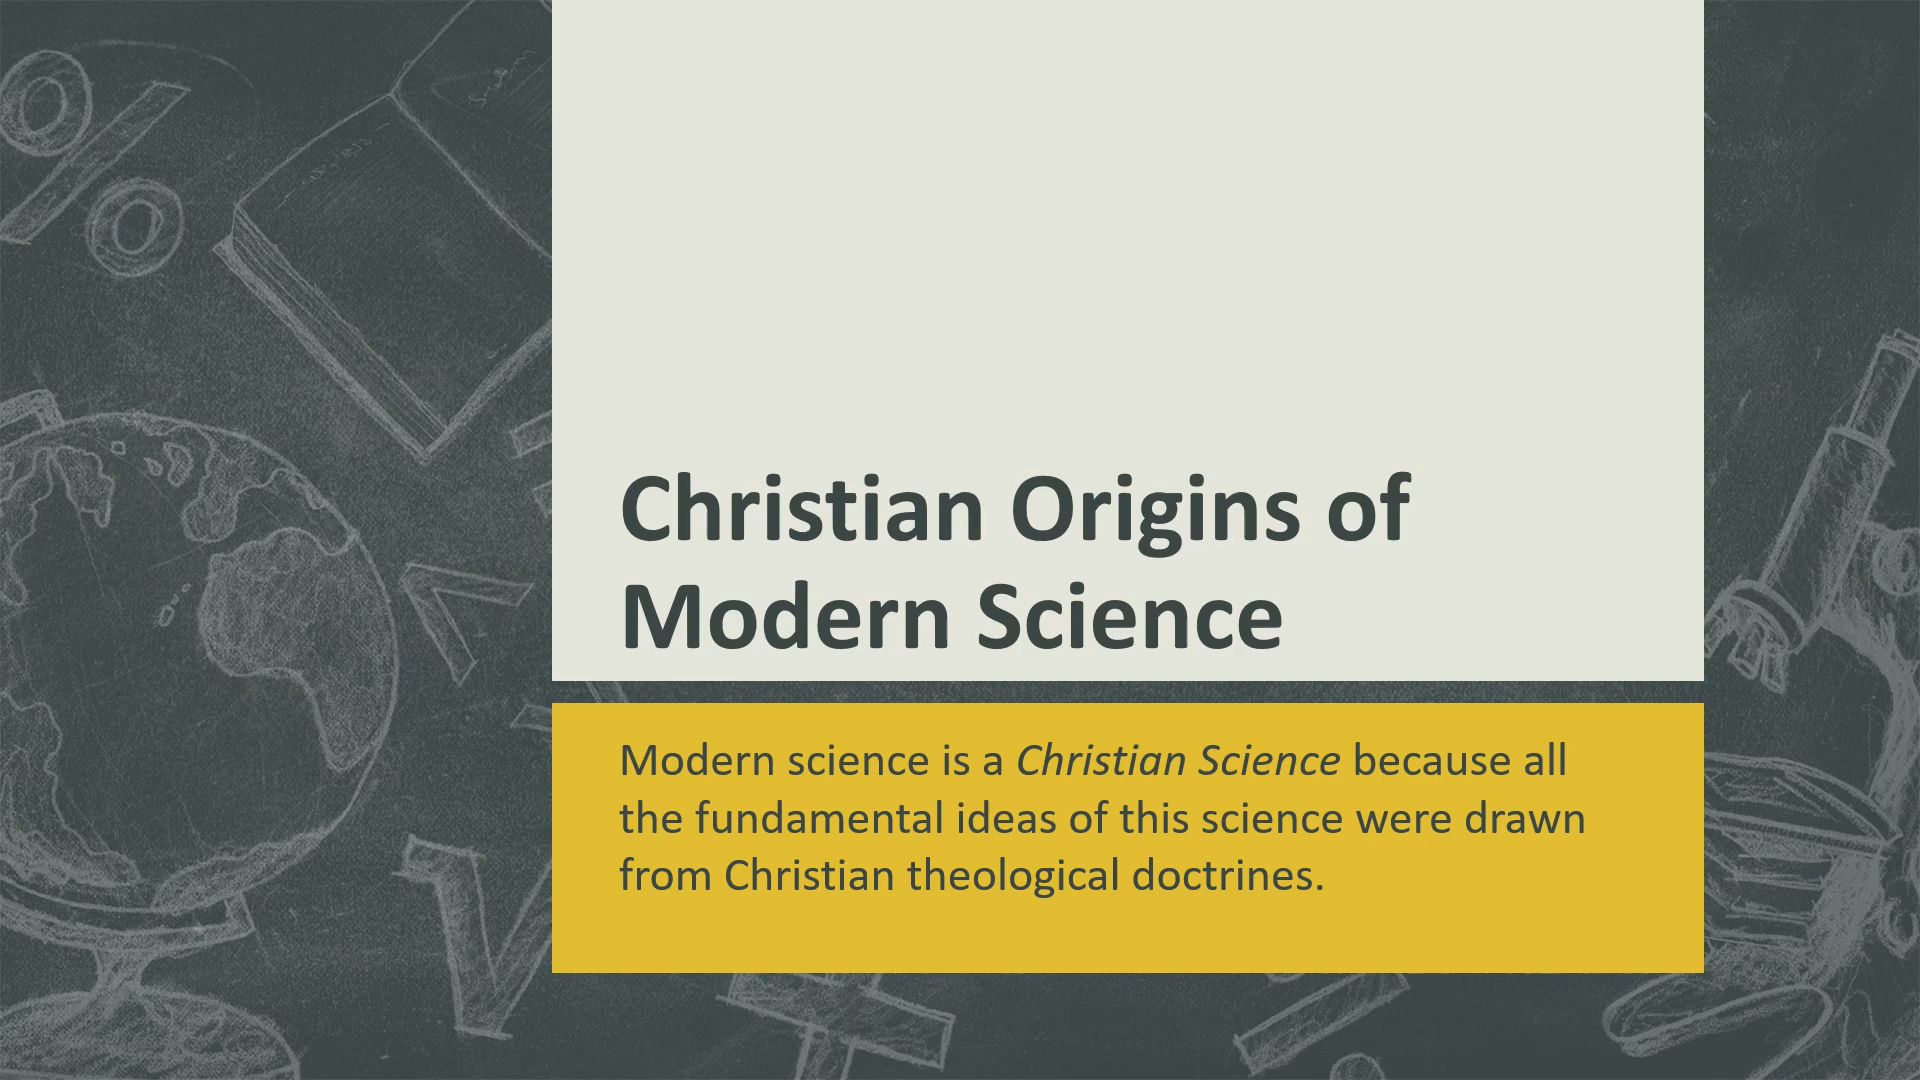 Christian Origins of
Modern Science
Modern science is a Christian Science because all
the fundamental ideas of this science were drawn
from Christian theological doctrines.